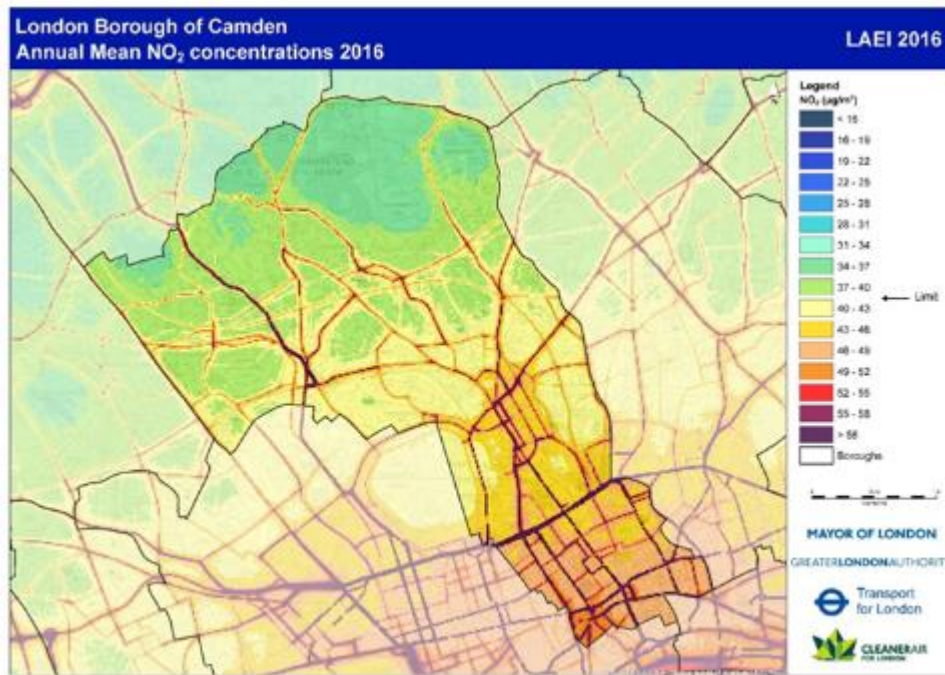 London Borough of Camden
Annual Mean NO₂ concentrations 2016
LAEI 2016
Legend
NO₂ (µg/m³)
< 16
16 - 19
19 - 22
22 - 25
25 - 28
28 - 31
31 - 34
34 - 37
37 - 40
40 - 43
43 - 46
46 - 49
49 - 52
52 - 55
55 - 58
> 58
Limit
Boroughs
MAYOR OF LONDON
GREATERLONDONAUTHORITY
Transport
for London
CLEANERAIR
FOR LONDON